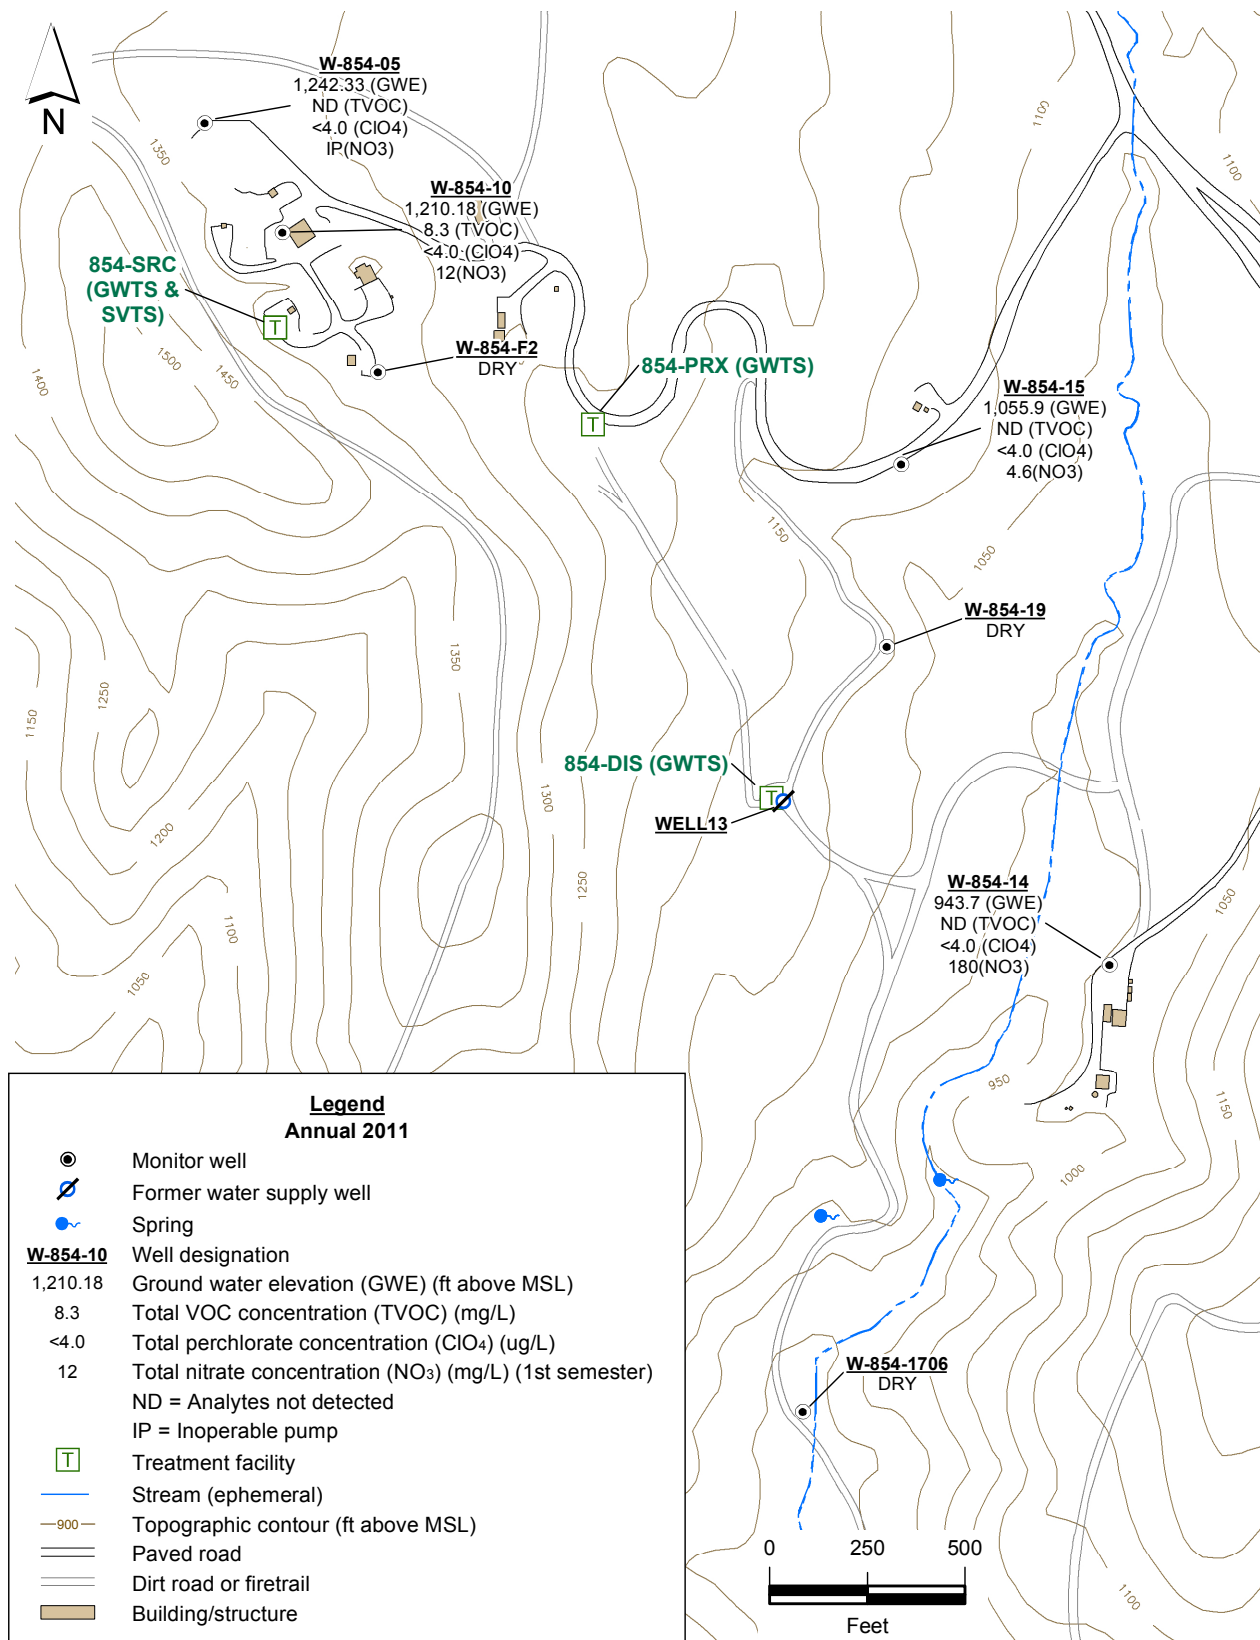 N
W-854-05
1,242.33 (GWE)
ND (TVOC)
<4.0 (ClO4)
IP(NO3)
W-854-10
1,210.18 (GWE)
8.3 (TVOC)
<4.0 (ClO4)
12(NO3)
854-SRC
(GWTS &
SVTS)
T
W-854-F2
DRY
854-PRX (GWTS)
T
W-854-15
1,055.9 (GWE)
ND (TVOC)
<4.0 (ClO4)
4.6(NO3)
W-854-19
DRY
854-DIS (GWTS)
T
WELL13
W-854-14
943.7 (GWE)
ND (TVOC)
<4.0 (ClO4)
180(NO3)
W-854-1706
DRY
1350
1100
1100
1400
1500
1450
1150
1050
1350
1250
1150
1300
1200
1250
1100
1050
1050
950
1000
1150
1100
Legend
Annual 2011
Monitor well
Former water supply well
Spring
W-854-10 Well designation
1,210.18 Ground water elevation (GWE) (ft above MSL)
8.3 Total VOC concentration (TVOC) (mg/L)
<4.0 Total perchlorate concentration (ClO4) (ug/L)
12 Total nitrate concentration (NO3) (mg/L) (1st semester)
ND = Analytes not detected
IP = Inoperable pump
T Treatment facility
Stream (ephemeral)
900 Topographic contour (ft above MSL)
Paved road
Dirt road or firetrail
Building/structure
0 250 500
Feet